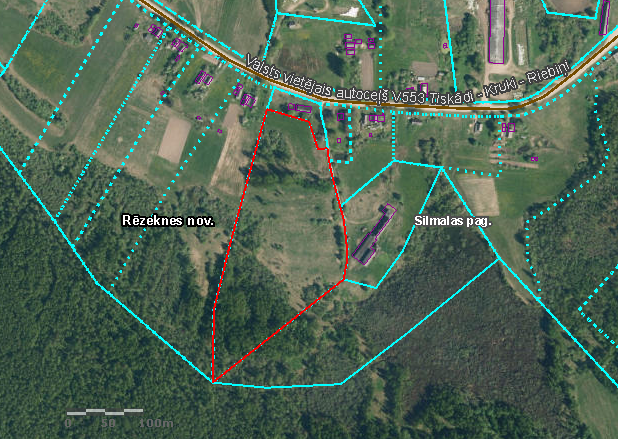 Valsts vietējais autoceļš V553 Tiskādi - Kruki - Riebiņi
Rēzeknes nov.
Silmalas pag.
0 50 100m